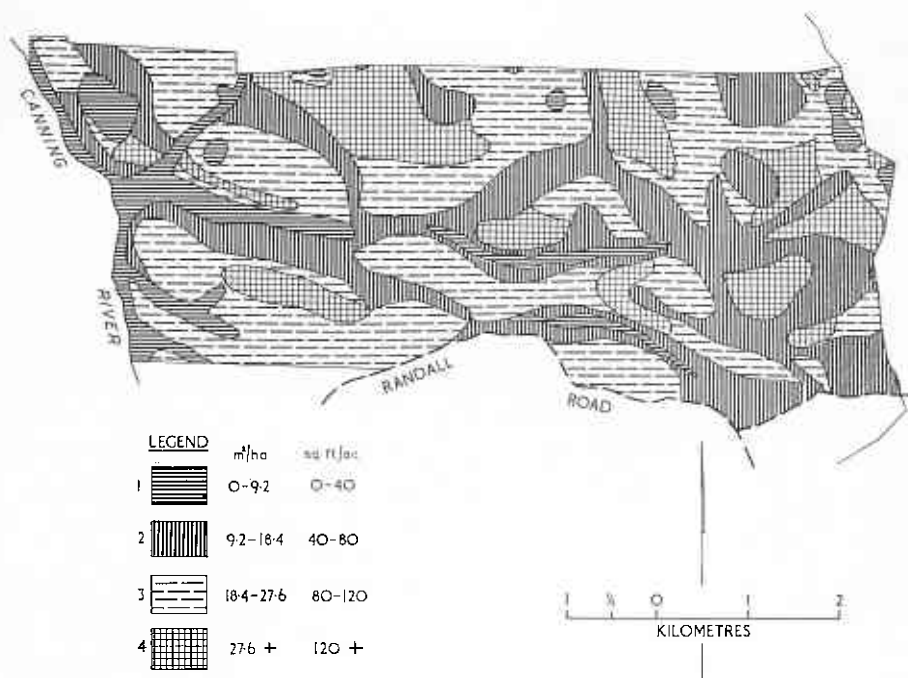 CANNING
RIVER
RANDALL
ROAD
LEGEND
m²/ha sq ft/ac
1 0-9·2 0-40
2 9·2-18·4 40-80
3 18·4-27·6 80-120
4 27·6 + 120 +
1 ½ 0 1 2
KILOMETRES